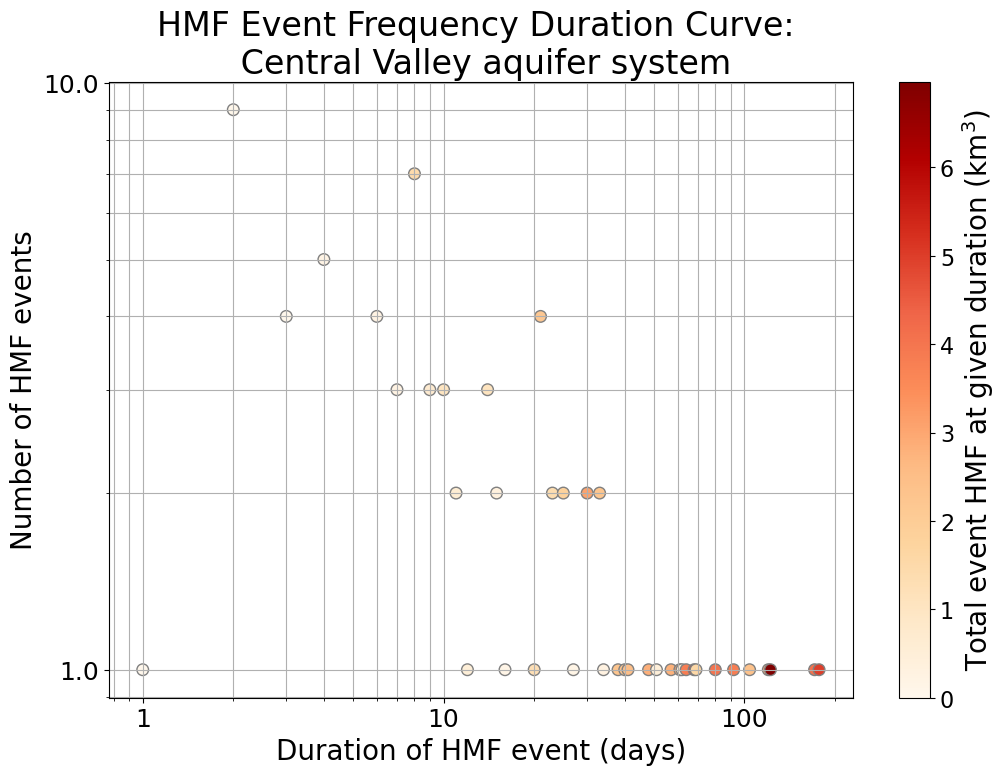 HMF Event Frequency Duration Curve:
Central Valley aquifer system
Number of HMF events
10.0
1.0
1
10
100
Duration of HMF event (days)
6
5
4
3
2
1
0
Total event HMF at given duration (km³)